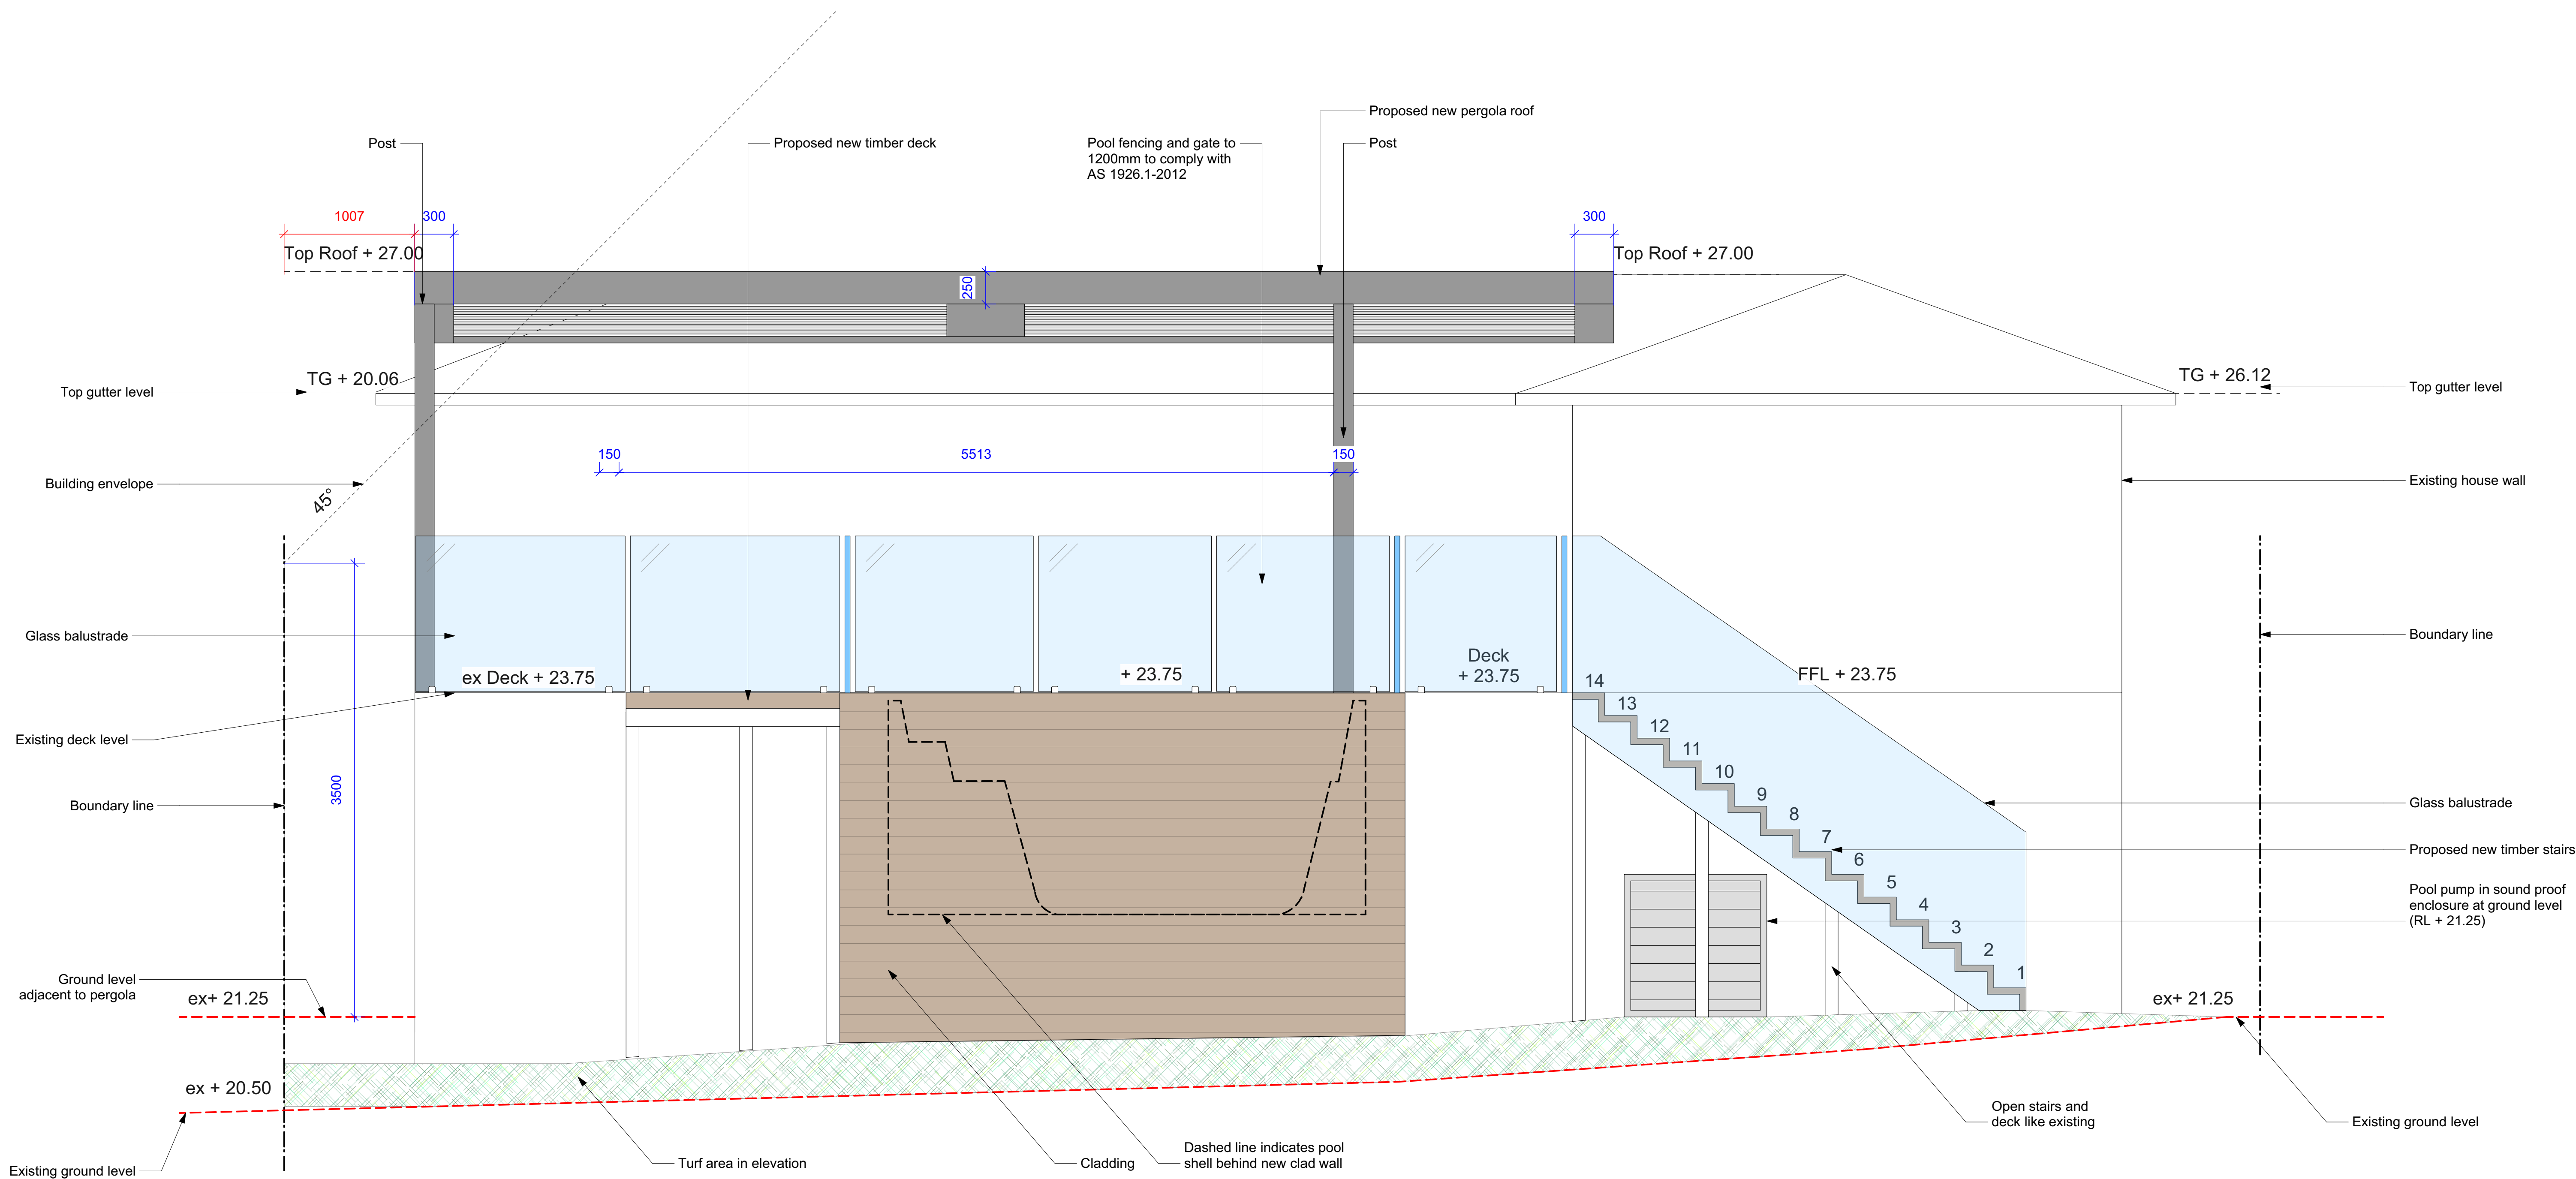 Proposed new pergola roof
Post
Proposed new timber deck
Pool fencing and gate to
1200mm to comply with
AS 1926.1-2012
Post
1007
300
300
Top Roof + 27.00
Top Roof + 27.00
250
TG + 20.06
TG + 26.12
Top gutter level
Top gutter level
150
5513
150
Building envelope
45°
Existing house wall
Glass balustrade
Boundary line
ex Deck + 23.75
+ 23.75
Deck
+ 23.75
FFL + 23.75
14
13
12
11
10
9
8
7
6
5
4
3
2
1
Existing deck level
3500
Boundary line
Glass balustrade
Proposed new timber stairs
Pool pump in sound proof
enclosure at ground level
(RL + 21.25)
Ground level
adjacent to pergola
ex+ 21.25
ex+ 21.25
ex + 20.50
Open stairs and
deck like existing
Existing ground level
Existing ground level
Turf area in elevation
Cladding
Dashed line indicates pool
shell behind new clad wall